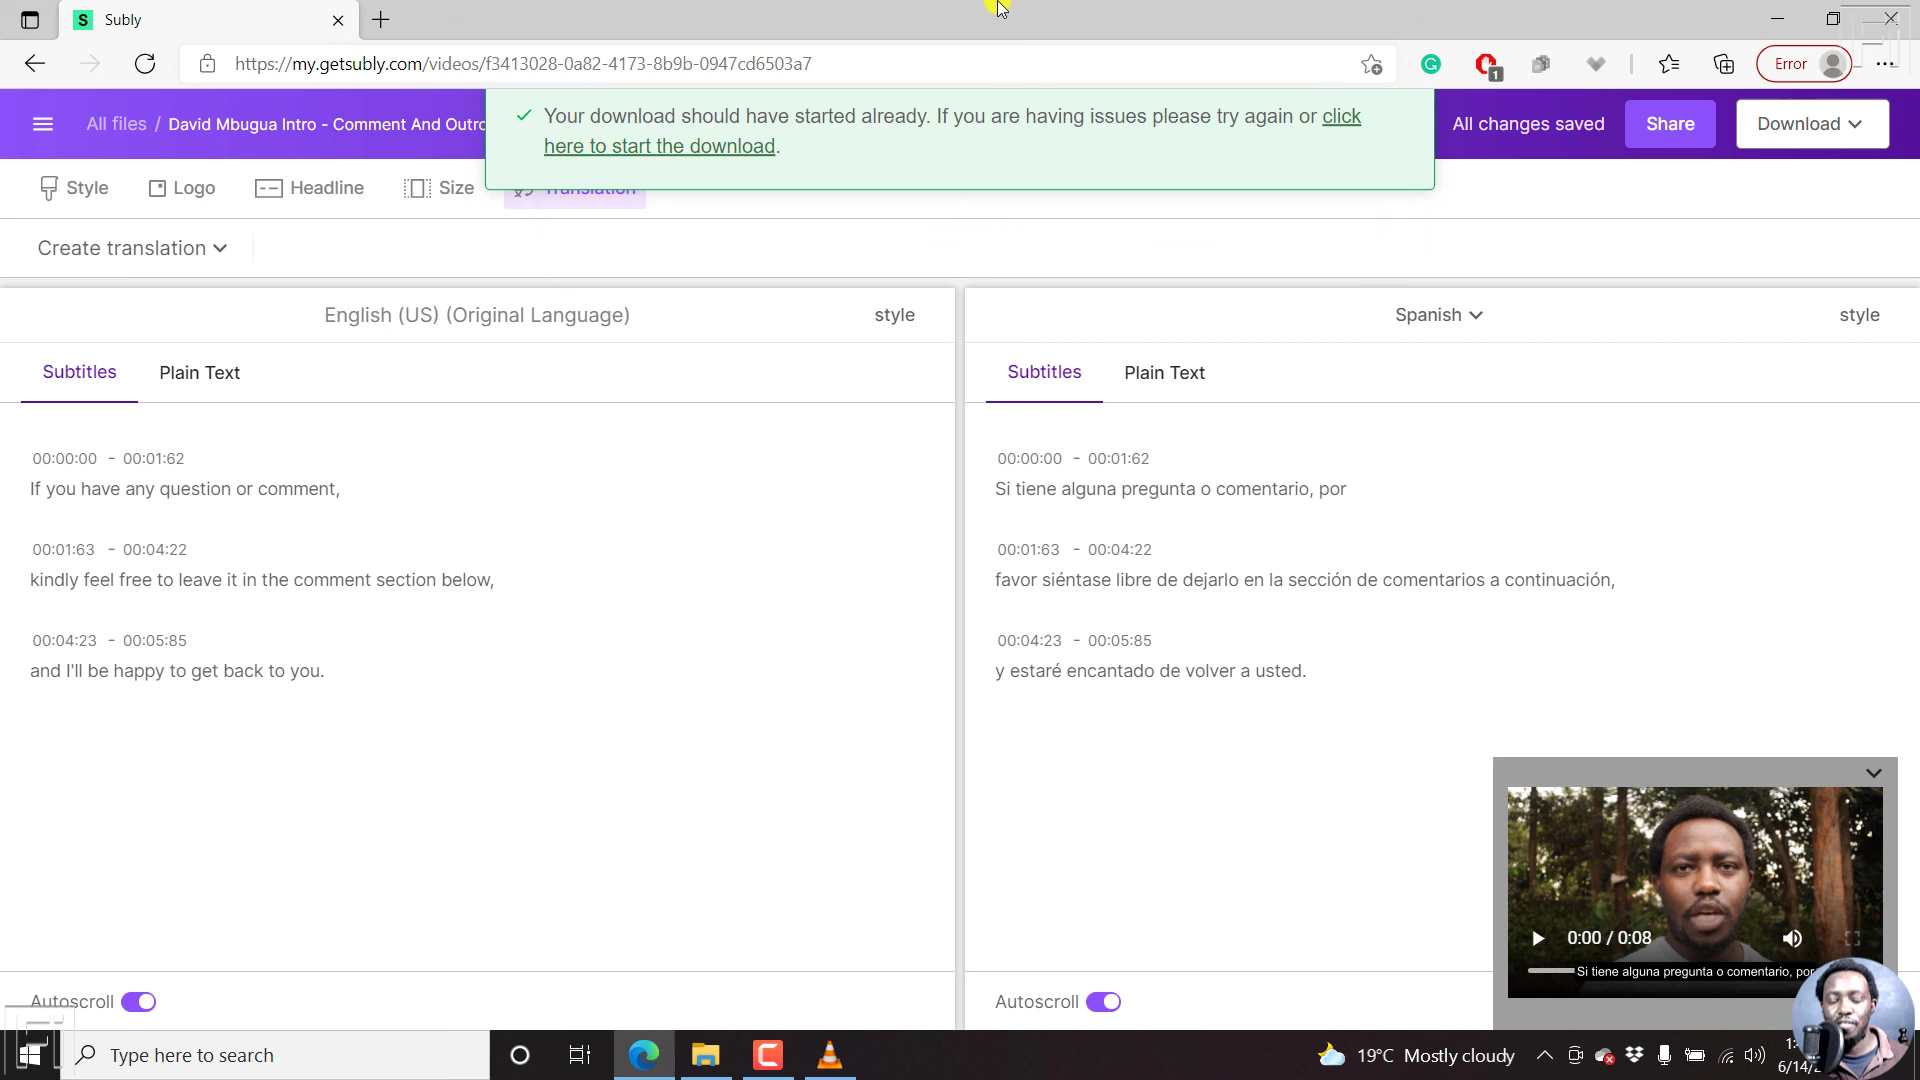 Subly
https://my.getsubly.com/videos/f3413028-0a82-4173-8b9b-0947cd6503a7
1
Error
All files / David Mbugua Intro - Comment And Outro
Your download should have started already. If you are having issues please try again or click
here to start the download.
All changes saved
Share
Download
Style
Logo
Headline
Size
Translation
Create translation
English (US) (Original Language)
style
Spanish
style
Subtitles
Plain Text
Subtitles
Plain Text
00:00:00 - 00:01:62
If you have any question or comment,
00:00:00 - 00:01:62
Si tiene alguna pregunta o comentario, por
00:01:63 - 00:04:22
kindly feel free to leave it in the comment section below,
00:01:63 - 00:04:22
favor siéntase libre de dejarlo en la sección de comentarios a continuación,
00:04:23 - 00:05:85
and I'll be happy to get back to you.
00:04:23 - 00:05:85
y estaré encantado de volver a usted.
0:00 / 0:08
Si tiene alguna pregunta o comentario, por
Autoscroll
Autoscroll
Type here to search
19°C Mostly cloudy
6/14/2